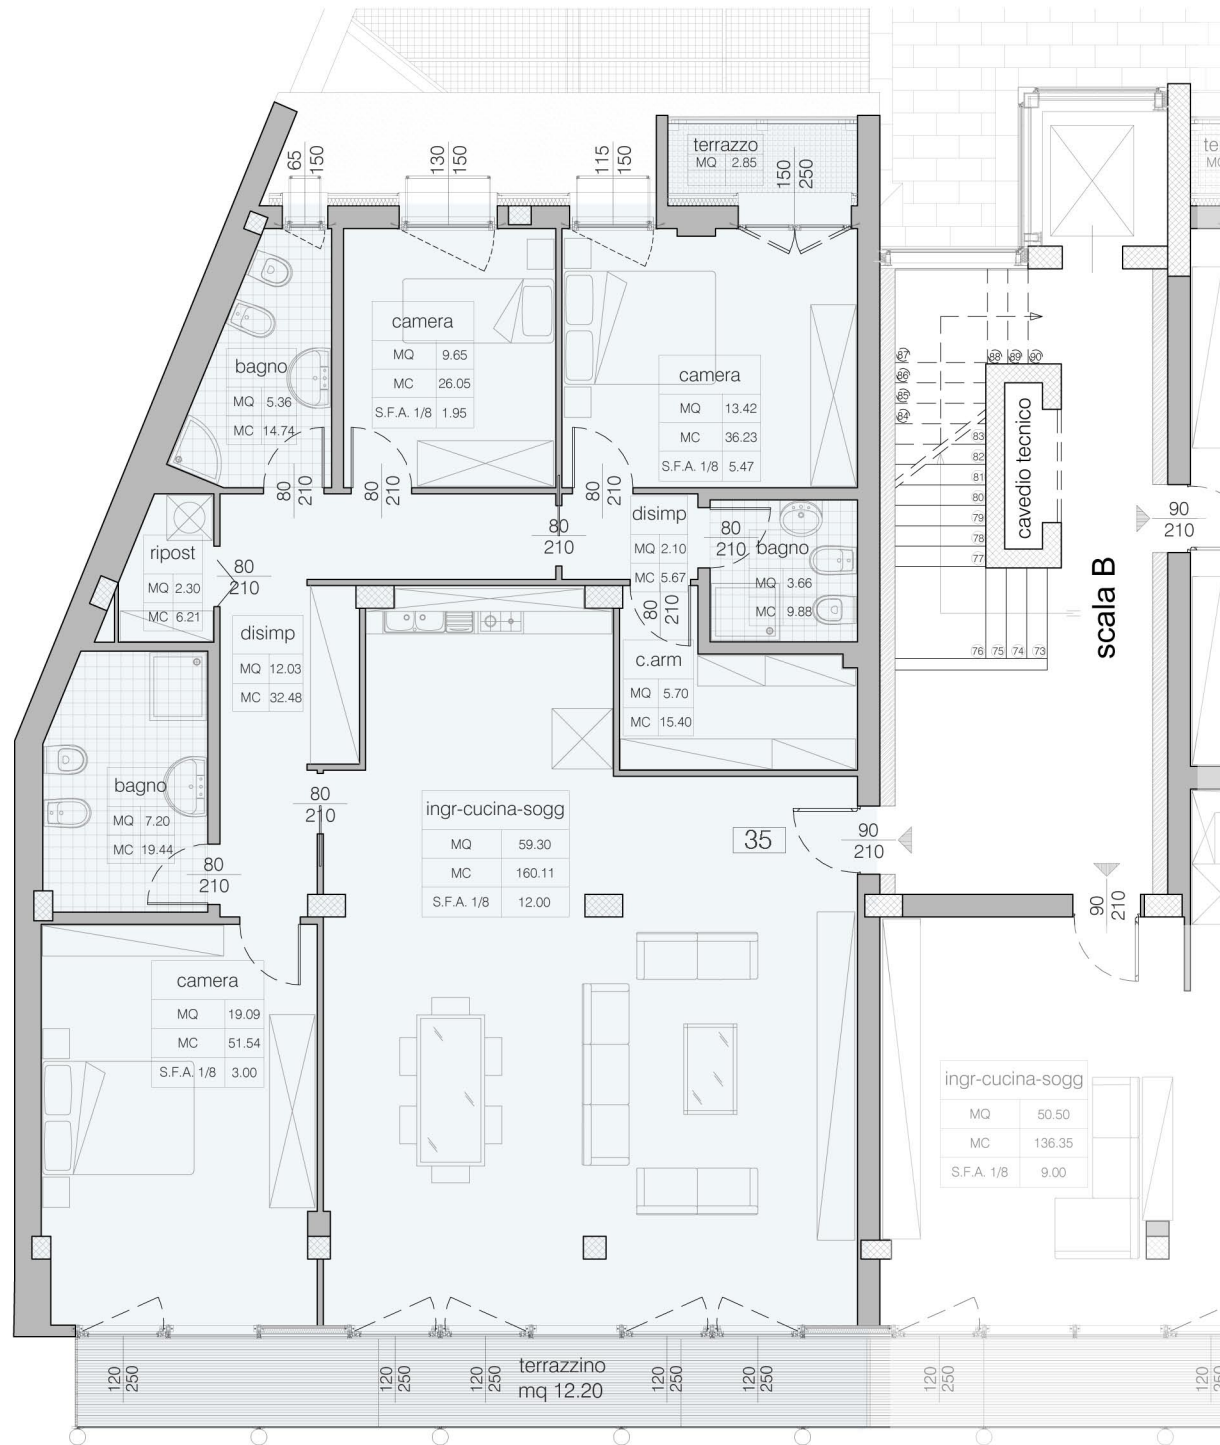 terrazzo
MQ 2.85
te
MQ
65
150
130
150
115
150
150
250
camera
MQ 9.65
MC 26.05
S.F.A. 1/8 1.95
bagno
MQ 5.36
MC 14.74
camera
MQ 13.42
MC 36.23
S.F.A. 1/8 5.47
87
86
85
84
88
89
90
83
82
81
80
79
78
77
76
75
74
73
cavedio tecnico
scala B
90
210
80
210
80
210
80
210
80
210
disimp
MQ 2.10
MC 5.67
80
210
bagno
MQ 3.66
MC 9.88
ripost
MQ 2.30
MC 6.21
80
210
80
210
disimp
MQ 12.03
MC 32.48
c.arm
MQ 5.70
MC 15.40
bagno
MQ 7.20
MC 19.44
80
210
80
210
ingr-cucina-sogg
MQ 59.30
MC 160.11
S.F.A. 1/8 12.00
35
90
210
90
210
camera
MQ 19.09
MC 51.54
S.F.A. 1/8 3.00
ingr-cucina-sogg
MQ 50.50
MC 136.35
S.F.A. 1/8 9.00
terrazzino
mq 12.20
120
250
120
250
120
250
120
250
120
250
120
250
120
250